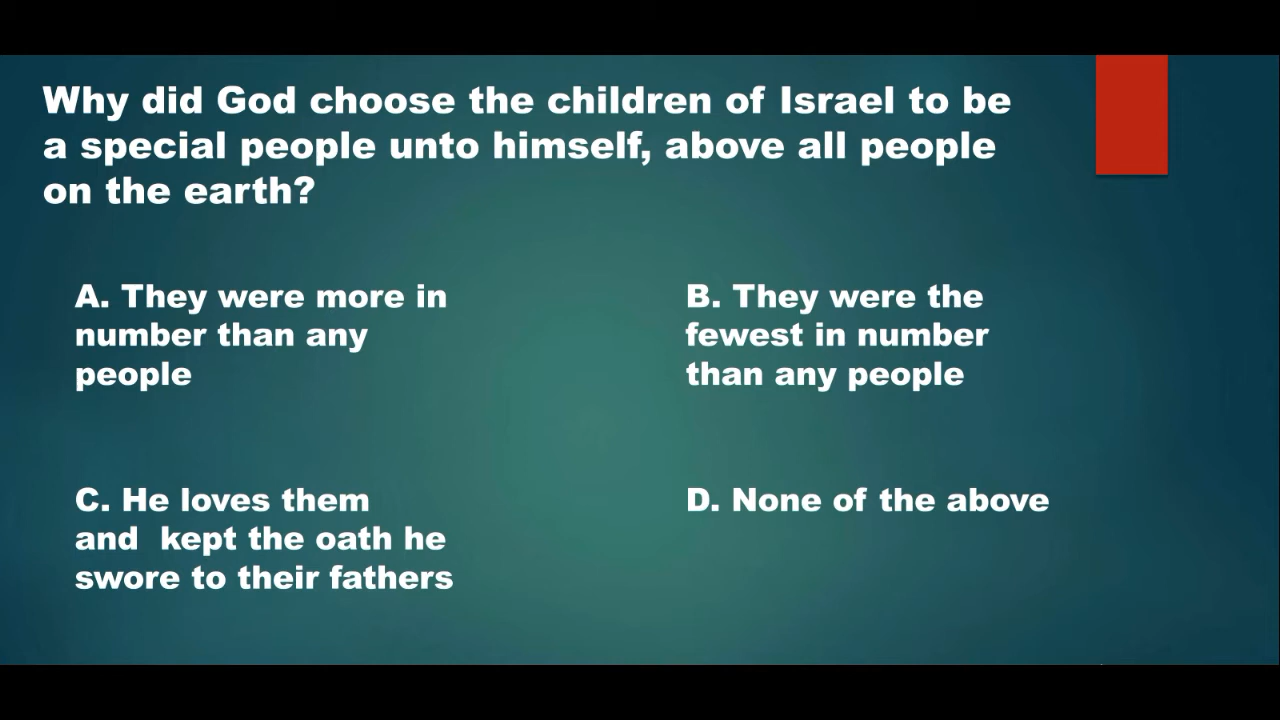 Why did God choose the children of Israel to be
a special people unto himself, above all people
on the earth?
A. They were more in
number than any
people
B. They were the
fewest in number
than any people
C. He loves them
and  kept the oath he
swore to their fathers
D. None of the above